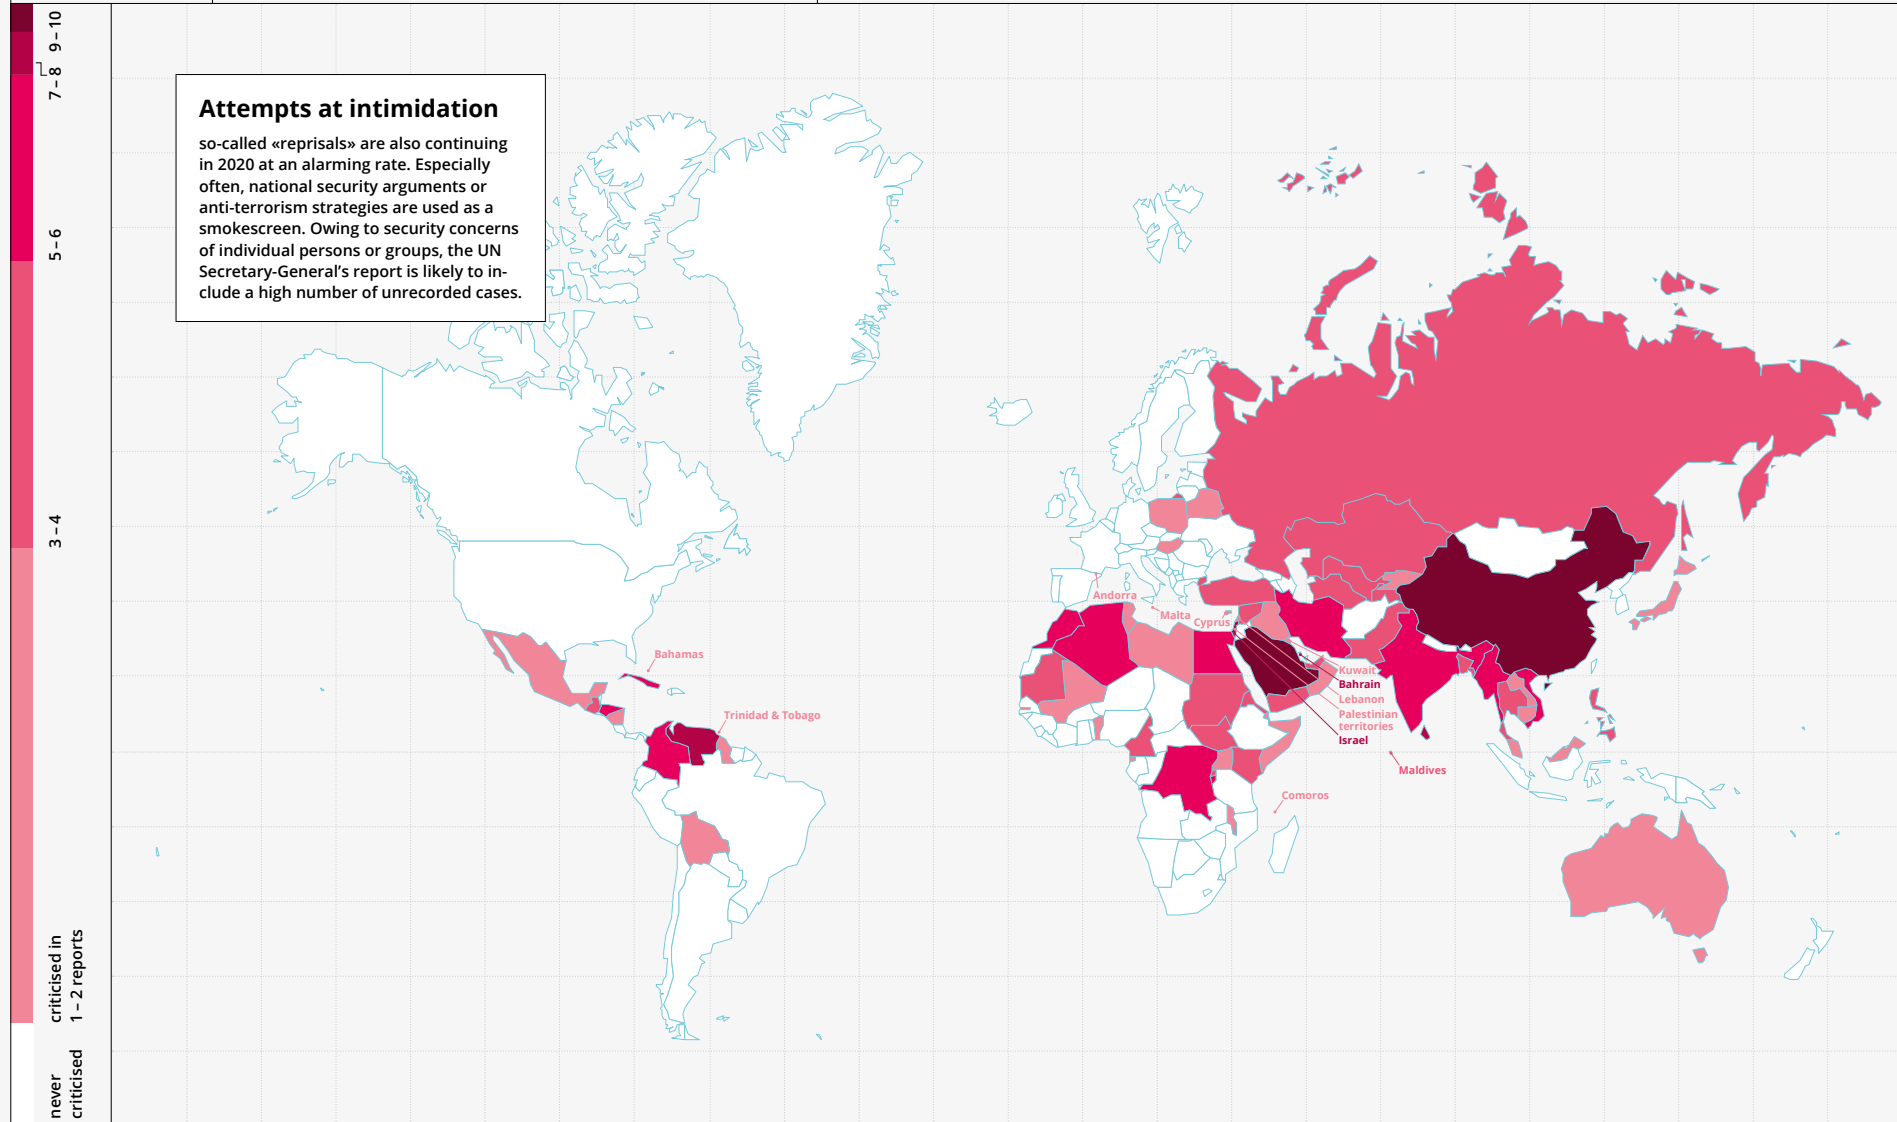 9 – 10
7 – 8
5 – 6
3 – 4
criticised in
1 – 2 reports
never
criticised
Attempts at intimidation
so-called «reprisals» are also continuing
in 2020 at an alarming rate. Especially
often, national security arguments or
anti-terrorism strategies are used as a
smokescreen. Owing to security concerns
of individual persons or groups, the UN
Secretary-General’s report is likely to in-
clude a high number of unrecorded cases.
Andorra
Malta
Cyprus
Bahamas
Trinidad & Tobago
Kuwait
Bahrain
Lebanon
Palestinian
territories
Israel
Maldives
Comoros